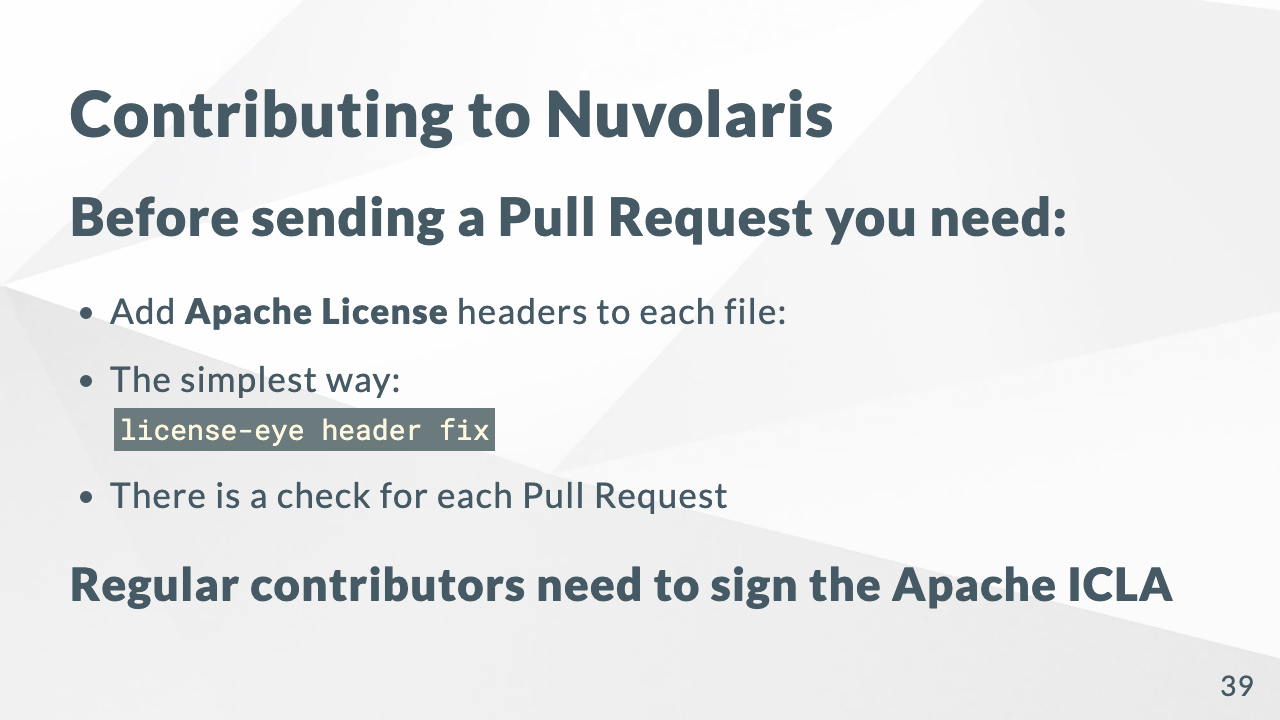 Contributing to Nuvolaris
Before sending a Pull Request you need:
• Add Apache License headers to each file:
• The simplest way:
license-eye header fix
• There is a check for each Pull Request
Regular contributors need to sign the Apache ICLA
39